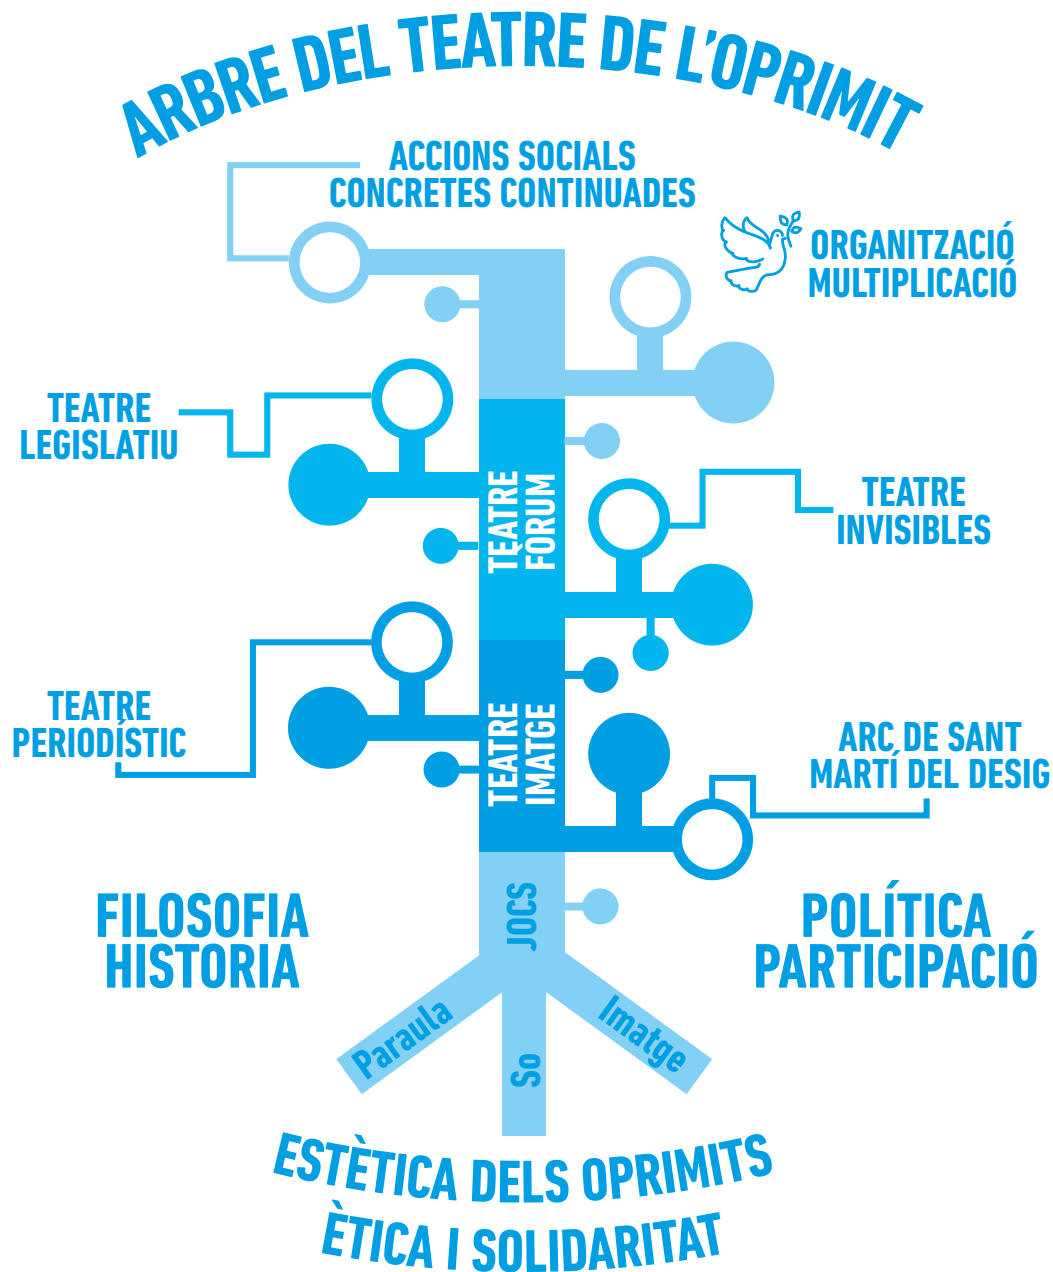 ARBRE DEL TEATRE DE L'OPRIMIT
ACCIONS SOCIALS
CONCRETES CONTINUADES
ORGANITZACIÓ
MULTIPLICACIÓ
TEATRE
LEGISLATIU
TEATRE
FORUM
TEATRE
INVISIBLES
TEATRE
PERIODÍSTIC
TEATRE
IMATGE
ARC DE SANT
MARTÍ DEL DESIG
FILOSOFIA
HISTORIA
JOCS
POLÍTICA
PARTICIPACIÓ
Paraula
So
Imatge
ESTÈTICA DELS OPRIMITS
ÈTICA I SOLIDARITAT